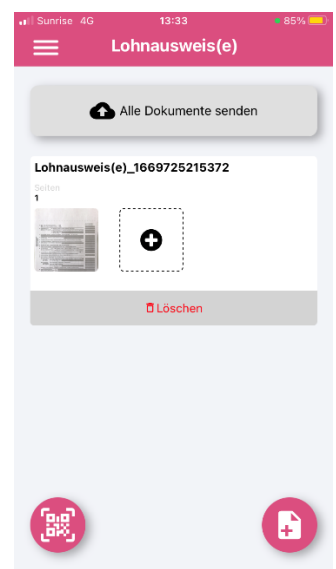 Sunrise 4G 13:33 85%
Lohnausweis(e)
Alle Dokumente senden
Lohnausweis(e)_1669725215372
Seiten
1
Löschen